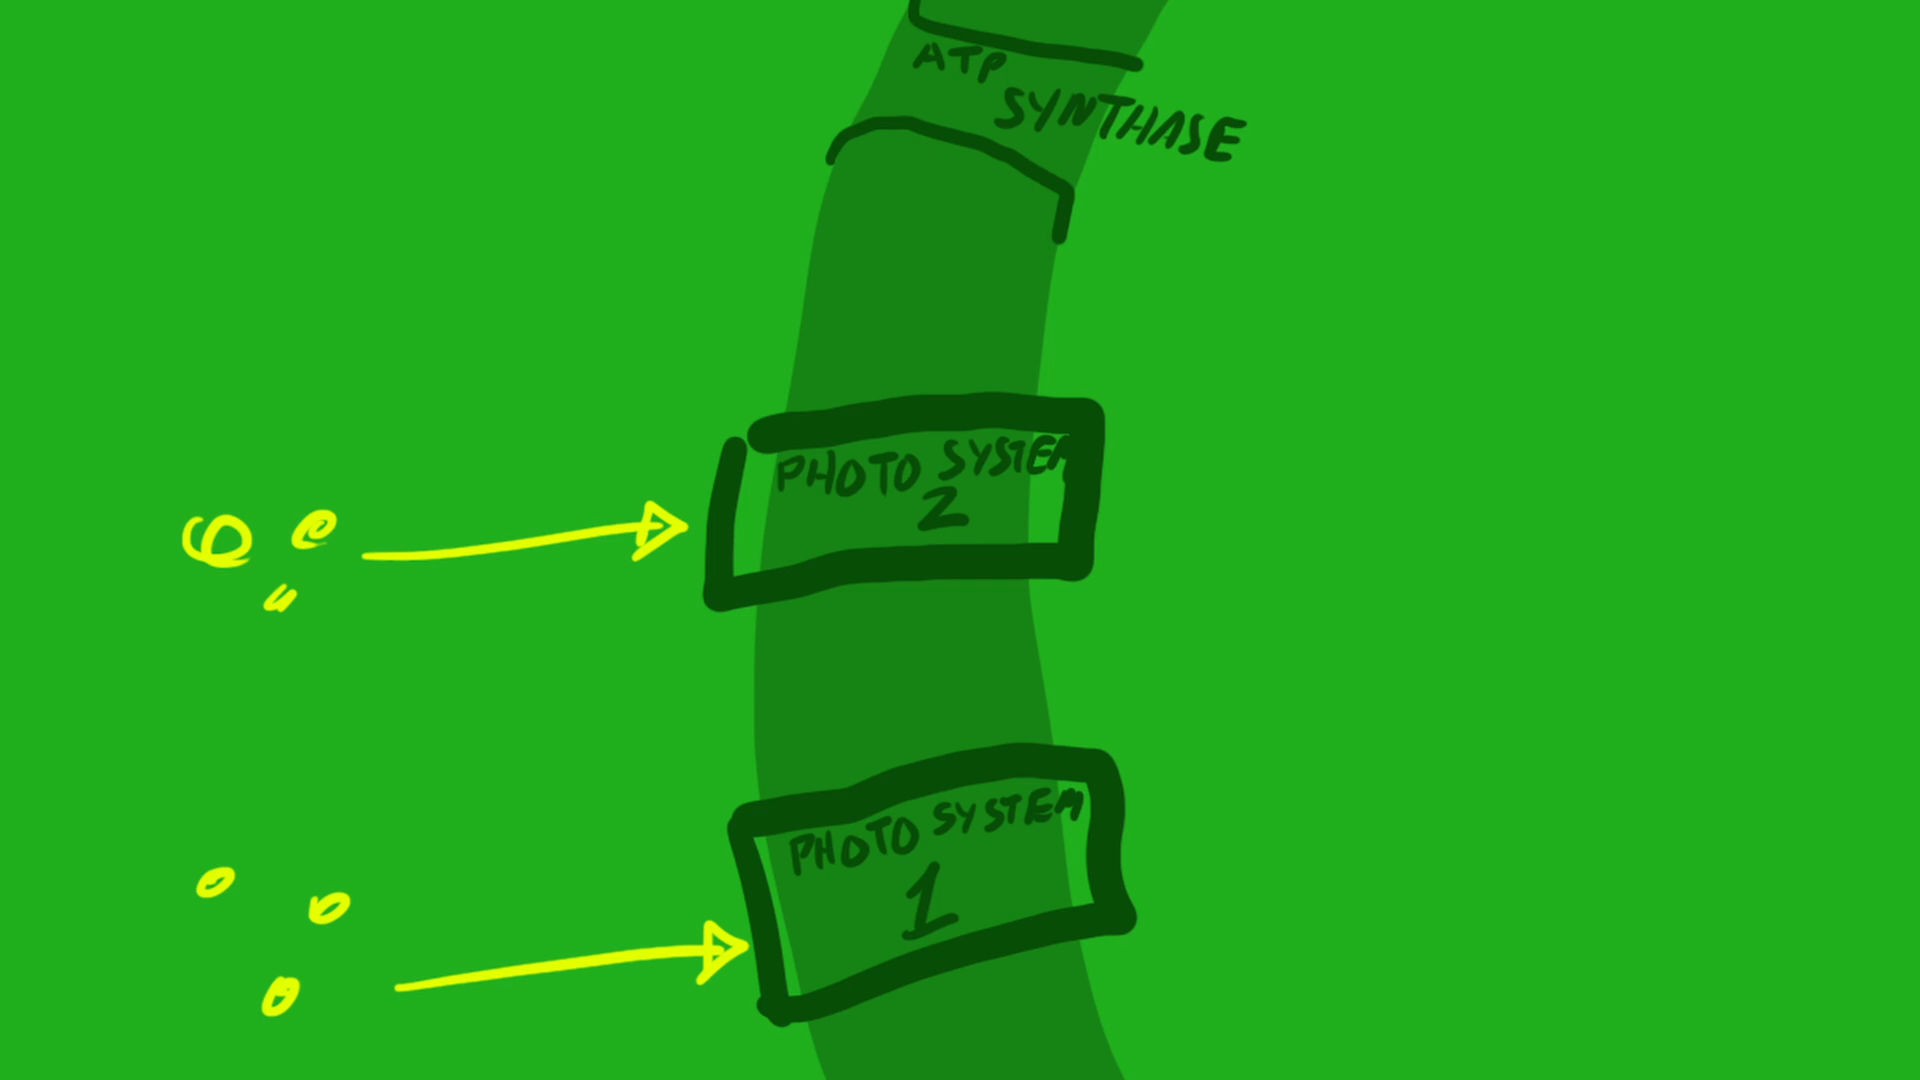 ATP
SYNTHASE
PHOTO SYSTEM
2
PHOTO SYSTEM
1